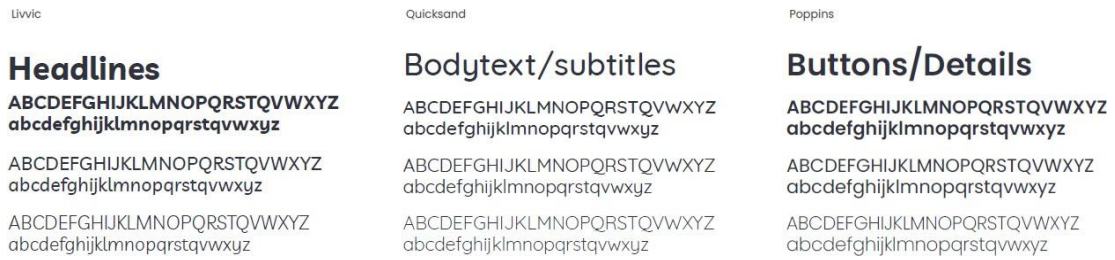 Livvic
Headlines
ABCDEFGHIJKLMNOPQRSTQVWXYZ
abcdefghijklmnopqrstqvwxyz
ABCDEFGHIJKLMNOPQRSTQVWXYZ
abcdefghijklmnopqrstqvwxyz
ABCDEFGHIJKLMNOPQRSTQVWXYZ
abcdefghijklmnopqrstqvwxyz
Quicksand
Bodytext/subtitles
ABCDEFGHIJKLMNOPQRSTQVWXYZ
abcdefghijklmnopqrstqvwxyz
ABCDEFGHIJKLMNOPQRSTQVWXYZ
abcdefghijklmnopqrstqvwxyz
ABCDEFGHIJKLMNOPQRSTQVWXYZ
abcdefghijklmnopqrstqvwxyz
Poppins
Buttons/Details
ABCDEFGHIJKLMNOPQRSTQVWXYZ
abcdefghijklmnopqrstqvwxyz
ABCDEFGHIJKLMNOPQRSTQVWXYZ
abcdefghijklmnopqrstqvwxyz
ABCDEFGHIJKLMNOPQRSTQVWXYZ
abcdefghijklmnopqrstqvwxyz